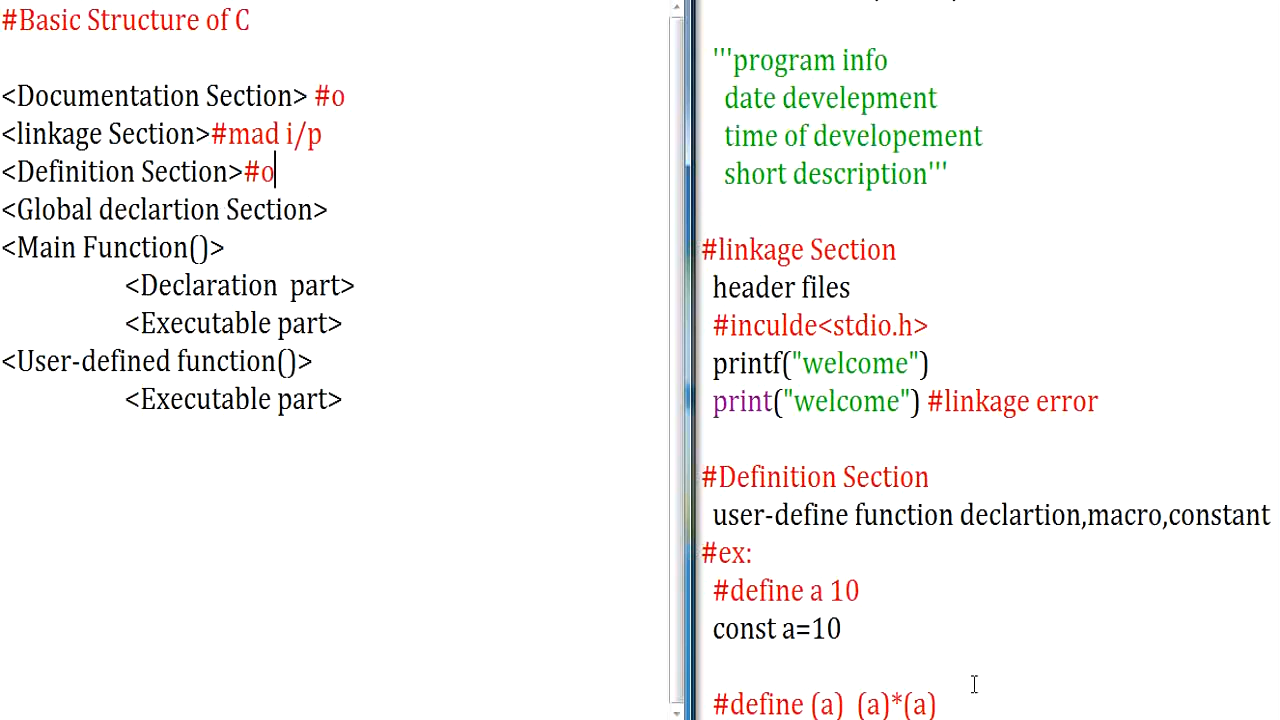 #Basic Structure of C
<Documentation Section> #o
<linkage Section>#mad i/p
<Definition Section>#o
<Global declartion Section>
<Main Function()>
<Declaration  part>
<Executable part>
<User-defined function()>
<Executable part>
'''program info
date develepment
time of developement
short description'''
#linkage Section
header files
#inculde<stdio.h>
printf("welcome")
print("welcome") #linkage error
#Definition Section
user-define function declartion,macro,constant
#ex:
#define a 10
const a=10
#define (a)  (a)*(a)